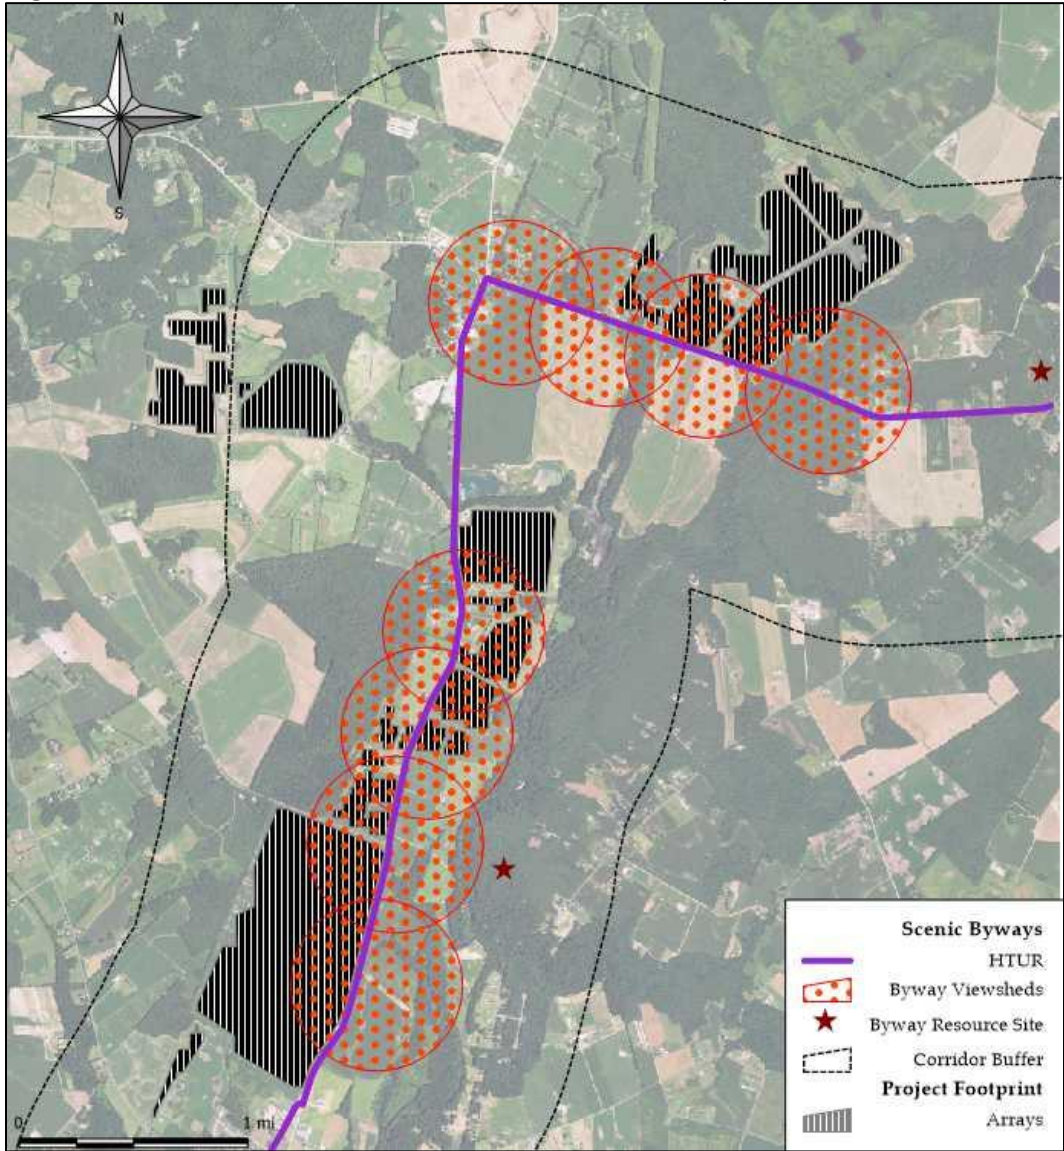 N
S
0
1 mi
Scenic Byways
HTUR
Byway Viewsheds
Byway Resource Site
Corridor Buffer
Project Footprint
Arrays